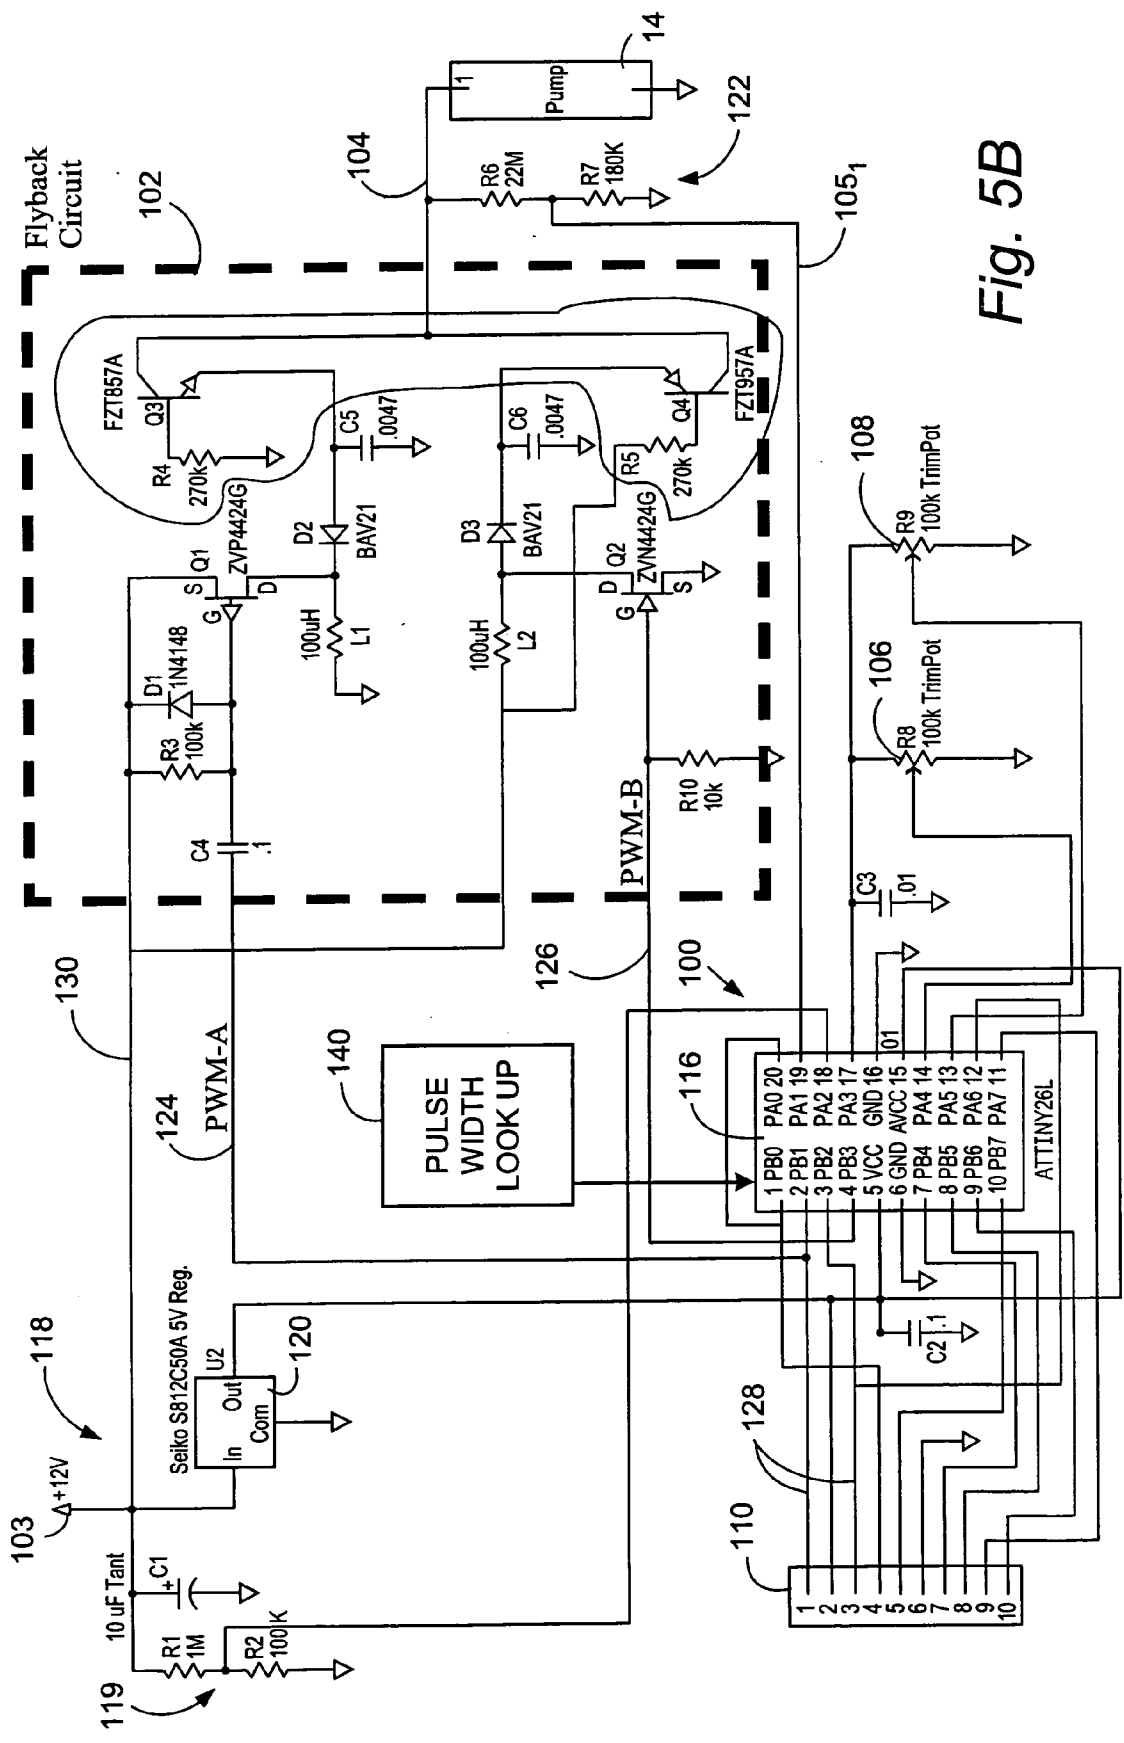 103
+12V
118
119
R1
1M
R2
100K
10 uF Tant
+C1
Seiko S812C50A 5V Reg.
U2
In
Out
Com
120
130
124
PWM-A
C4
.1
R3
100k
D1
1N4148
S
G
D
Q1
ZVP4424G
100uH
L1
D2
BAV21
C5
.0047
R4
270k
Q3
FZT857A
102
Flyback
Circuit
140
PULSE
WIDTH
LOOK UP
126
PWM-B
R10
10k
100uH
L2
D3
BAV21
C6
.0047
G
D
S
Q2
ZVN4424G
R5
270k
Q4
FZT957A
104
R6
22M
R7
180K
122
1
Pump
14
105₁
110
1
2
3
4
5
6
7
8
9
10
128
C2
.1
100
116
1 PB0 PA0 20
2 PB1 PA1 19
3 PB2 PA2 18
4 PB3 PA3 17
5 VCC GND 16
6 GND AVCC 15
7 PB4 PA4 14
8 PB5 PA5 13
9 PB6 PA6 12
10 PB7 PA7 11
ATTINY26L
.01
C3
.01
106
R8
100k TrimPot
108
R9
100k TrimPot
Fig. 5B